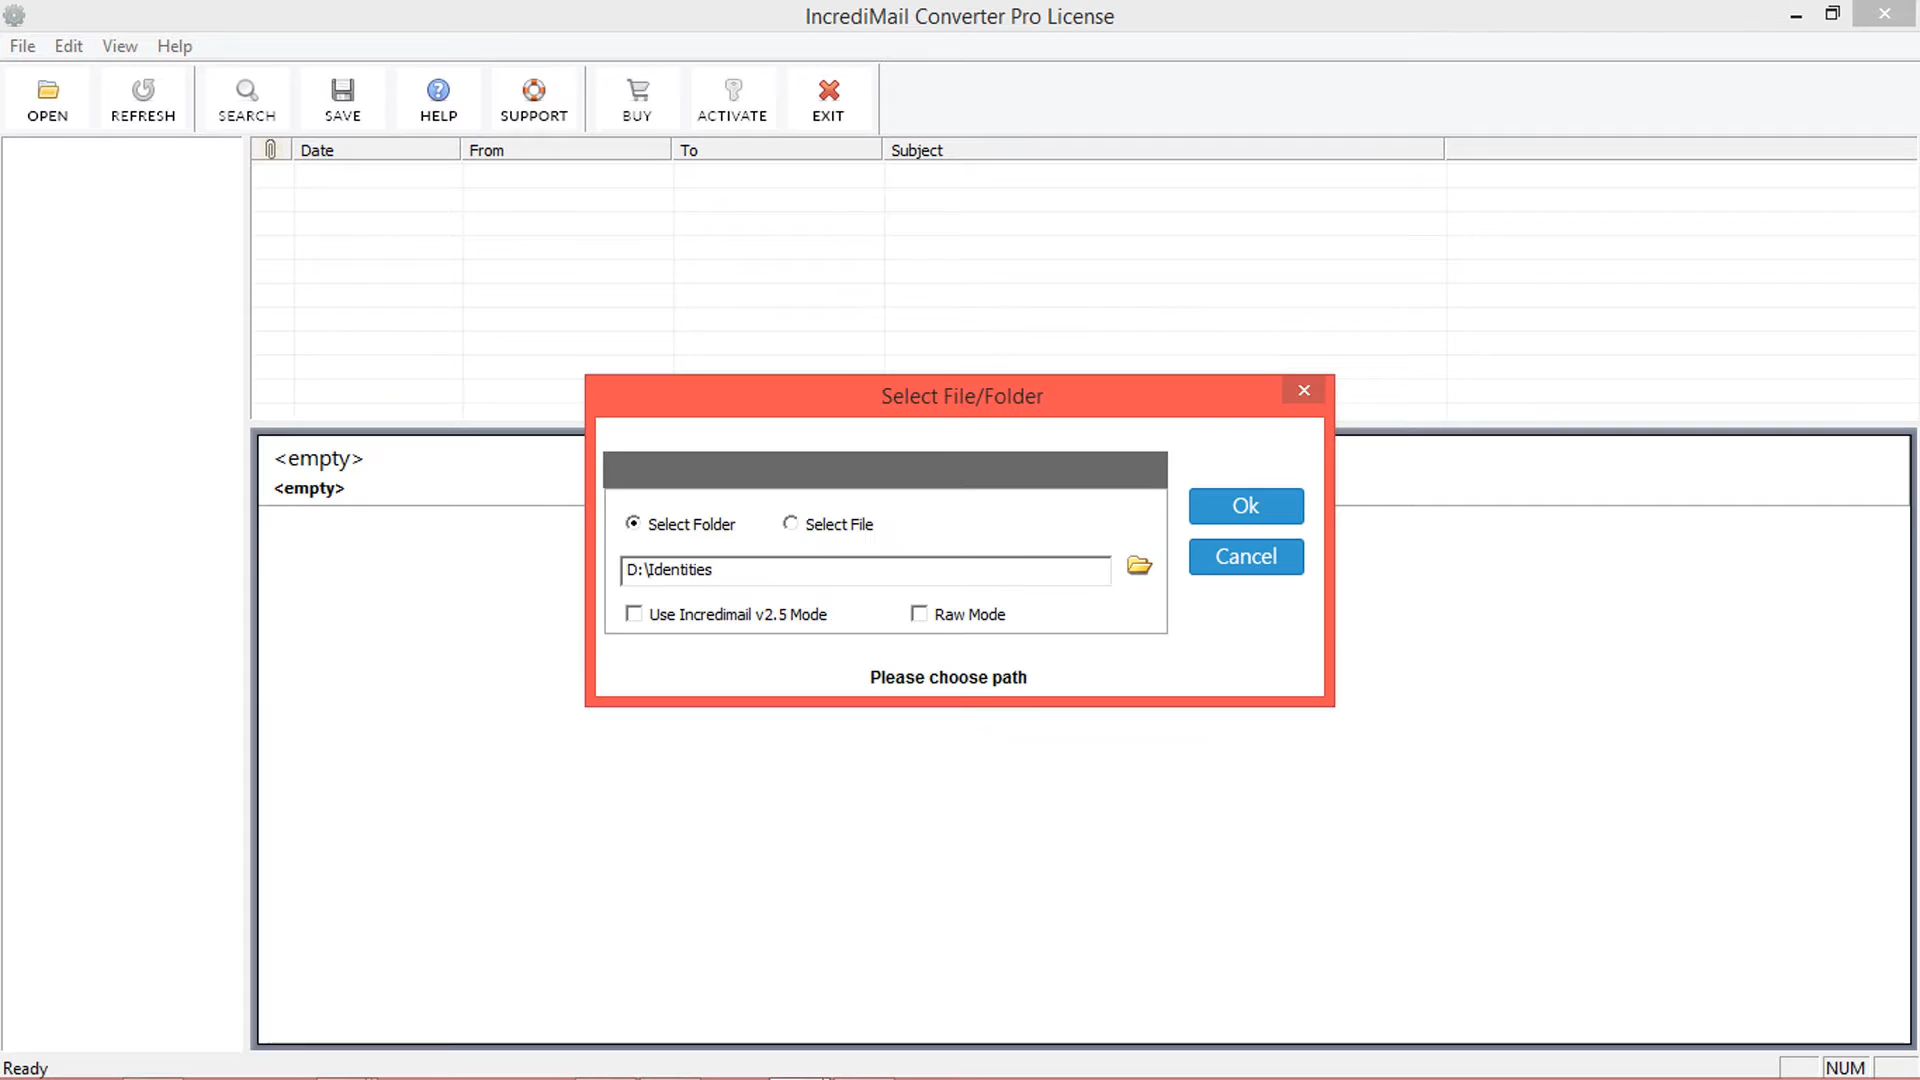 IncrediMail Converter Pro License
File Edit View Help
OPEN REFRESH SEARCH SAVE HELP SUPPORT BUY ACTIVATE EXIT
Date From To Subject
<empty>
<empty>
Select File/Folder
Select Folder Select File
D:\Identities
Use Incredimail v2.5 Mode Raw Mode
Please choose path
Ok
Cancel
Ready NUM